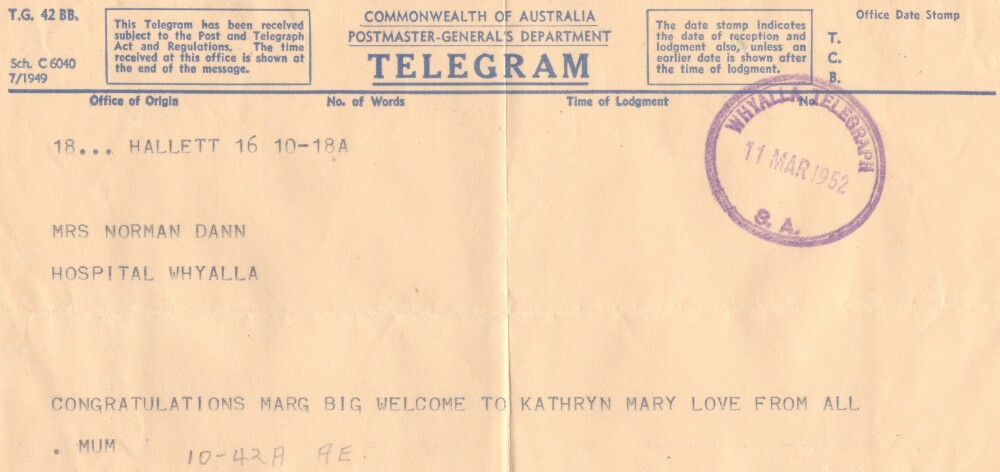 T.G. 42 BB.
Sch. C 6040
7/1949
This Telegram has been received
subject to the Post and Telegraph
Act and Regulations. The time
received at this office is shown at
the end of the message.
COMMONWEALTH OF AUSTRALIA
POSTMASTER-GENERAL'S DEPARTMENT
TELEGRAM
The date stamp indicates
the date of reception and
lodgment also, unless an
earlier date is shown after
the time of lodgment.
Office Date Stamp
T.
C.
B.
Office of Origin No. of Words Time of Lodgment No.
WHYALLA TELEGRAPH
11 MAR 1952
S. A.
18... HALLETT 16 10-18A
MRS NORMAN DANN
HOSPITAL WHYALLA
CONGRATULATIONS MARG BIG WELCOME TO KATHRYN MARY LOVE FROM ALL
. MUM 10-42A AE.